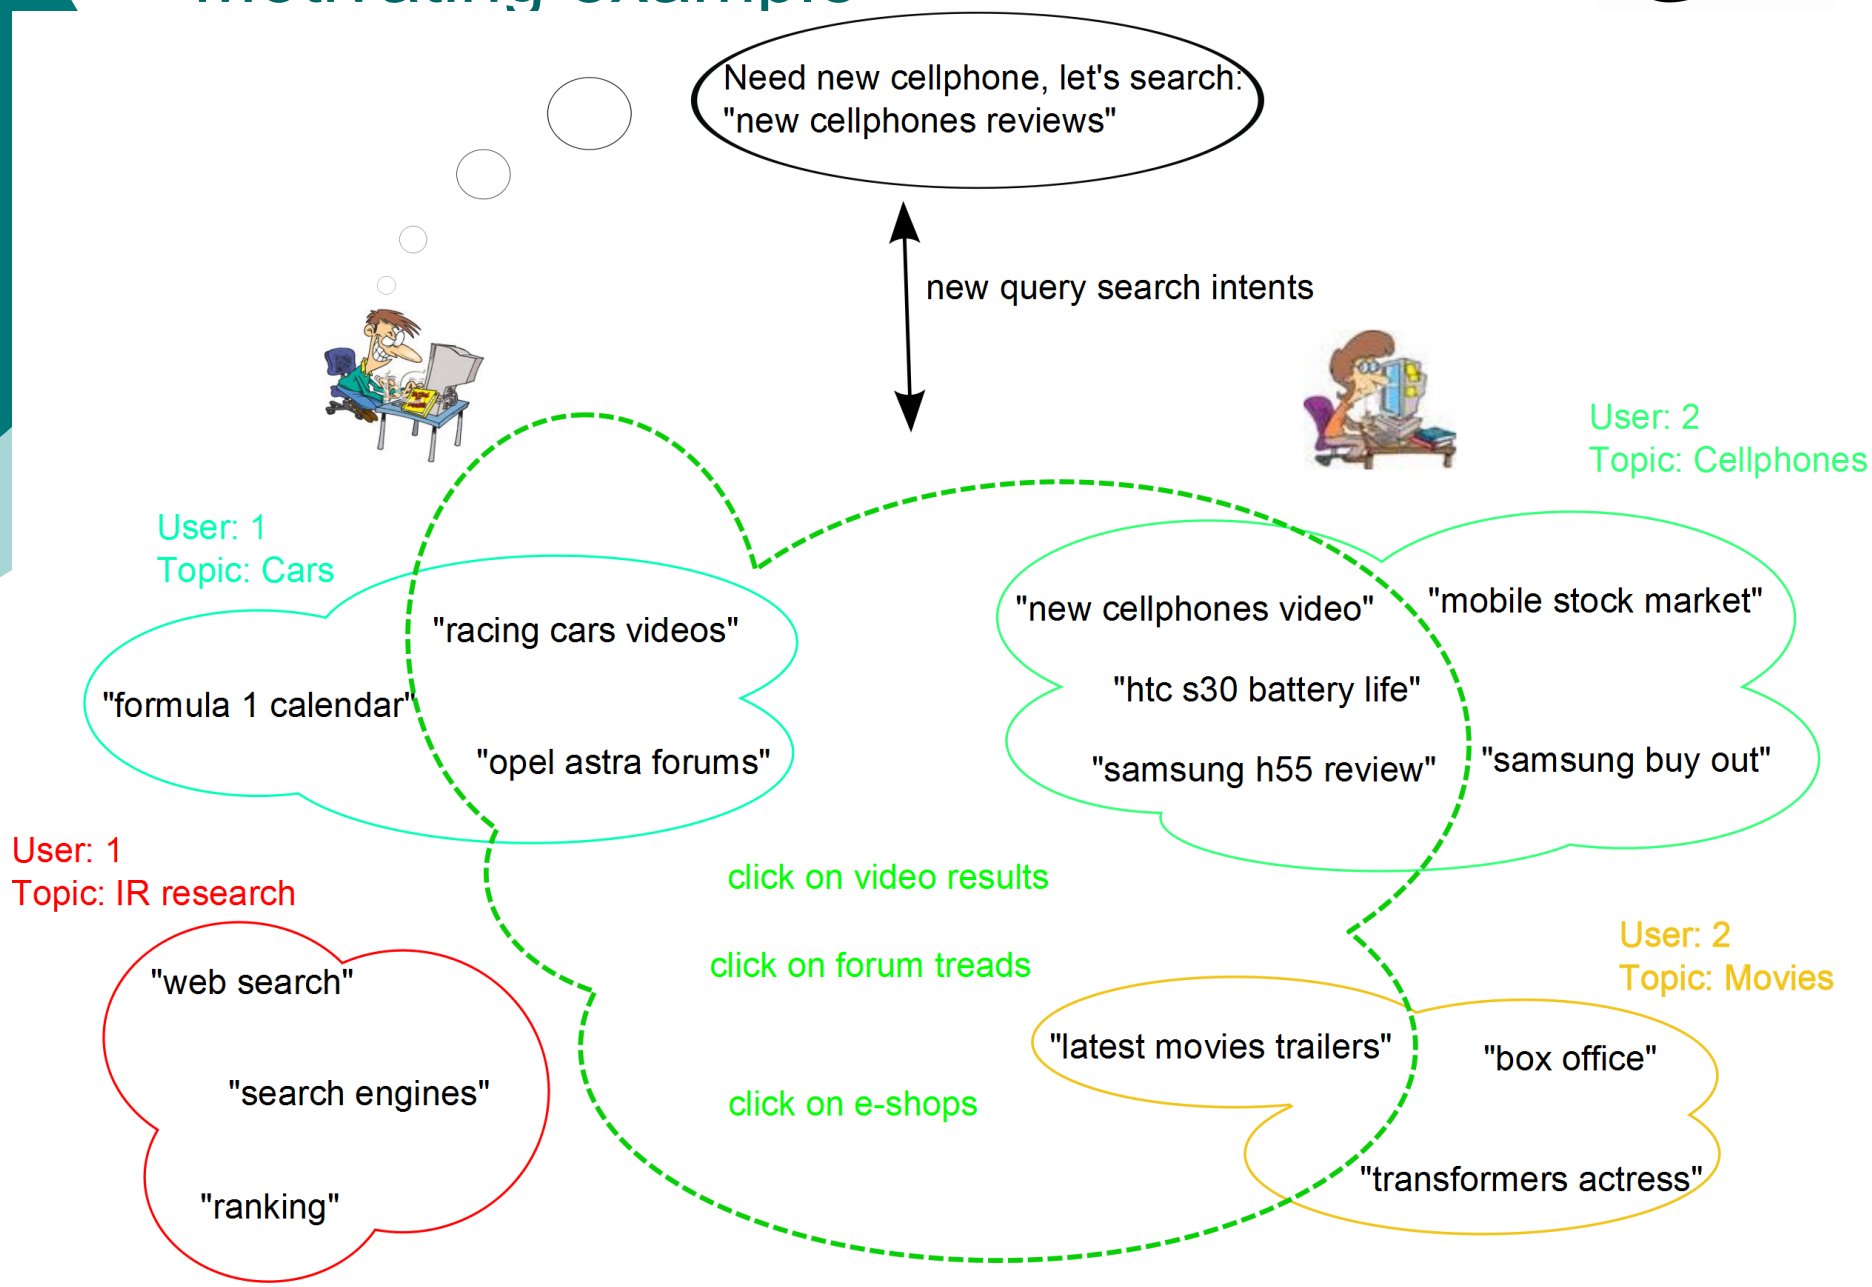 Motivating example
Need new cellphone, let's search:
"new cellphones reviews"
new query search intents
User: 2
Topic: Cellphones
User: 1
Topic: Cars
"new cellphones video"
"mobile stock market"
"racing cars videos"
"htc s30 battery life"
"formula 1 calendar"
"opel astra forums"
"samsung h55 review"
"samsung buy out"
User: 1
Topic: IR research
click on video results
click on forum treads
User: 2
Topic: Movies
"web search"
"latest movies trailers"
"box office"
"search engines"
click on e-shops
"transformers actress"
"ranking"